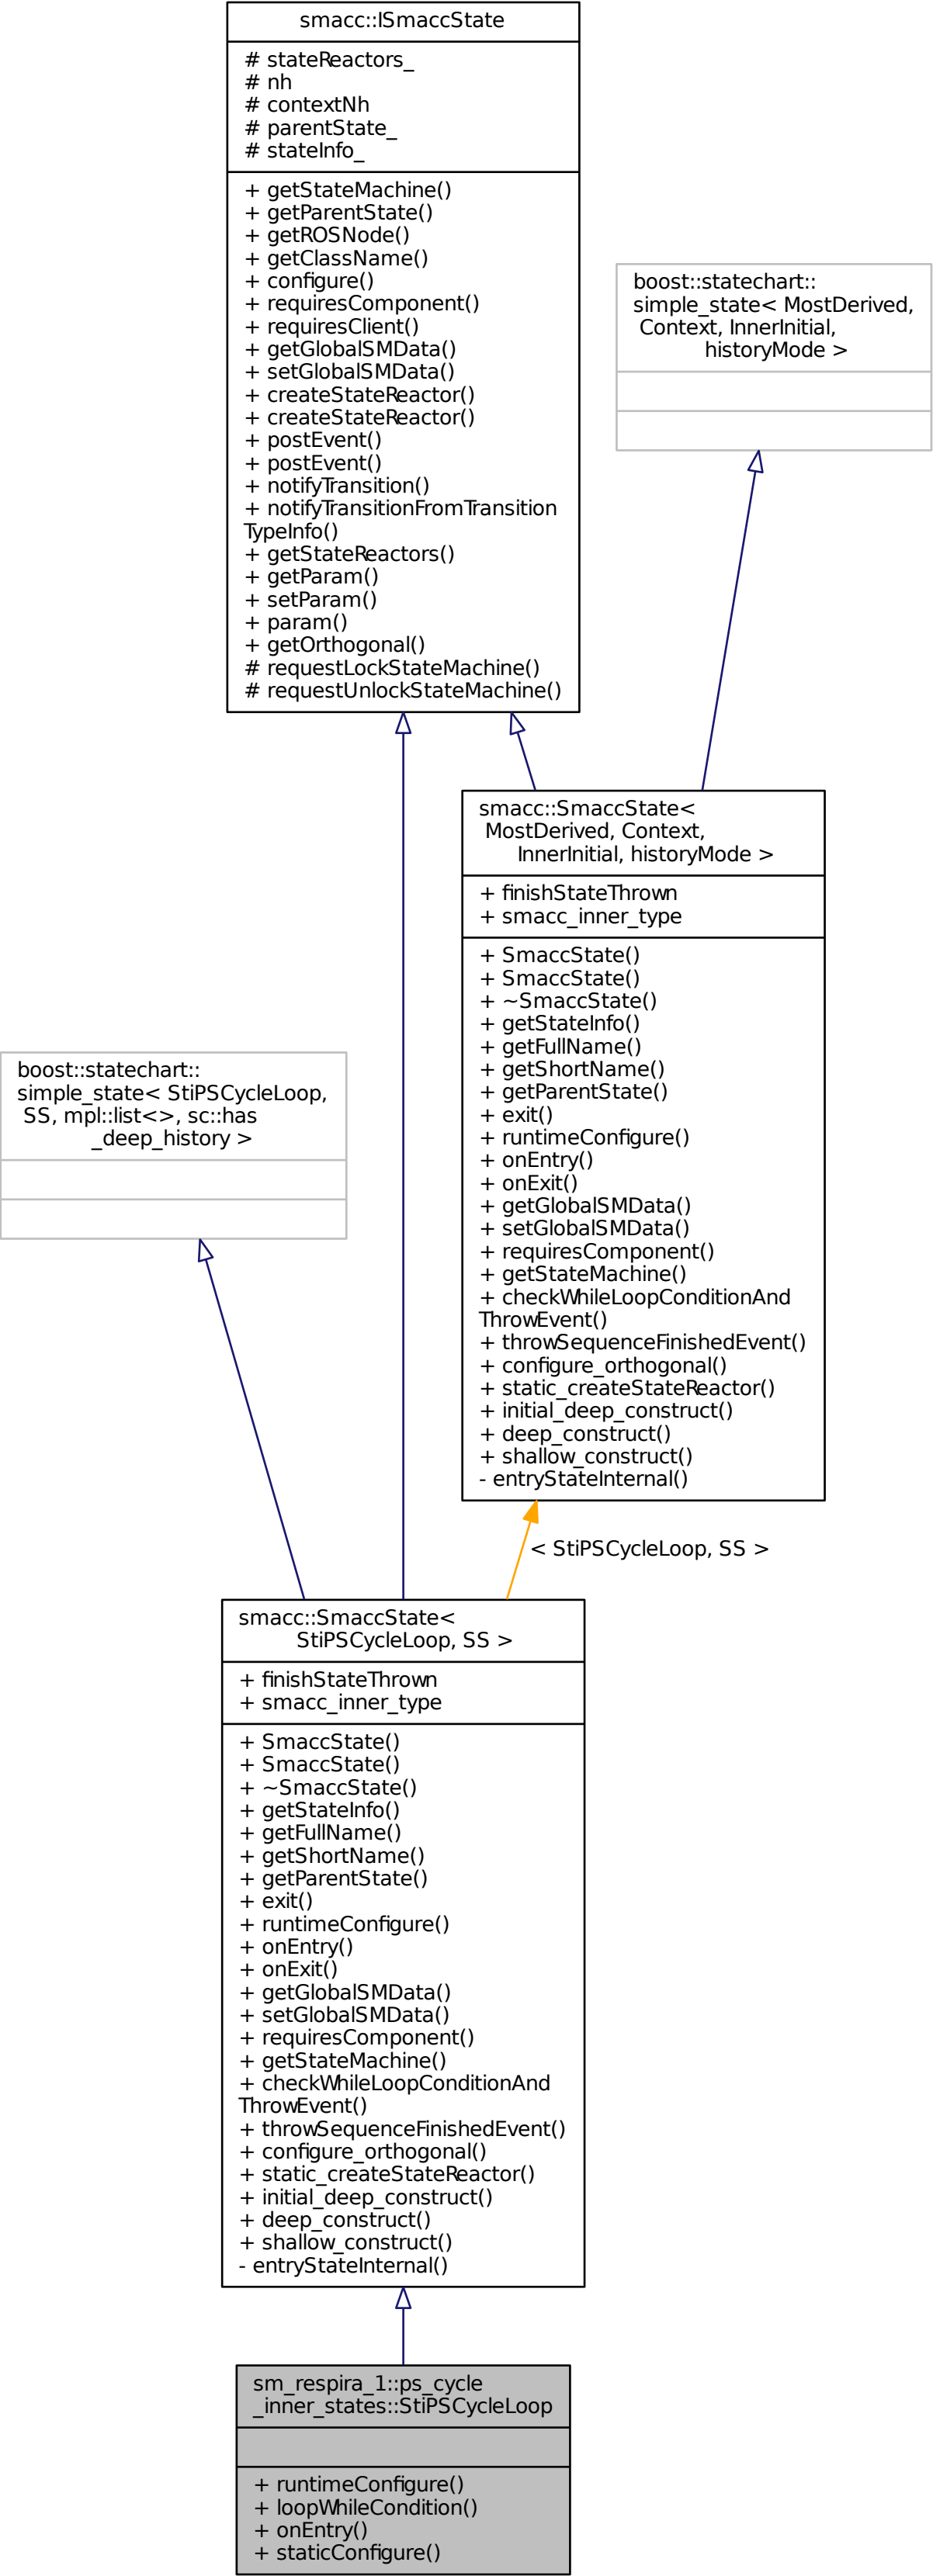 smacc::ISmaccState
# stateReactors_
# nh
# contextNh
# parentState_
# stateInfo_
+ getStateMachine()
+ getParentState()
+ getROSNode()
+ getClassName()
+ configure()
+ requiresComponent()
+ requiresClient()
+ getGlobalSMData()
+ setGlobalSMData()
+ createStateReactor()
+ createStateReactor()
+ postEvent()
+ postEvent()
+ notifyTransition()
+ notifyTransitionFromTransition
TypeInfo()
+ getStateReactors()
+ getParam()
+ setParam()
+ param()
+ getOrthogonal()
# requestLockStateMachine()
# requestUnlockStateMachine()
boost::statechart::
simple_state< MostDerived,
Context, InnerInitial,
historyMode >
smacc::SmaccState<
MostDerived, Context,
InnerInitial, historyMode >
+ finishStateThrown
+ smacc_inner_type
+ SmaccState()
+ SmaccState()
+ ~SmaccState()
+ getStateInfo()
+ getFullName()
+ getShortName()
+ getParentState()
+ exit()
+ runtimeConfigure()
+ onEntry()
+ onExit()
+ getGlobalSMData()
+ setGlobalSMData()
+ requiresComponent()
+ getStateMachine()
+ checkWhileLoopConditionAnd
ThrowEvent()
+ throwSequenceFinishedEvent()
+ configure_orthogonal()
+ static_createStateReactor()
+ initial_deep_construct()
+ deep_construct()
+ shallow_construct()
- entryStateInternal()
boost::statechart::
simple_state< StiPSCycleLoop,
SS, mpl::list<>, sc::has
_deep_history >
< StiPSCycleLoop, SS >
smacc::SmaccState<
StiPSCycleLoop, SS >
+ finishStateThrown
+ smacc_inner_type
+ SmaccState()
+ SmaccState()
+ ~SmaccState()
+ getStateInfo()
+ getFullName()
+ getShortName()
+ getParentState()
+ exit()
+ runtimeConfigure()
+ onEntry()
+ onExit()
+ getGlobalSMData()
+ setGlobalSMData()
+ requiresComponent()
+ getStateMachine()
+ checkWhileLoopConditionAnd
ThrowEvent()
+ throwSequenceFinishedEvent()
+ configure_orthogonal()
+ static_createStateReactor()
+ initial_deep_construct()
+ deep_construct()
+ shallow_construct()
- entryStateInternal()
sm_respira_1::ps_cycle
_inner_states::StiPSCycleLoop
+ runtimeConfigure()
+ loopWhileCondition()
+ onEntry()
+ staticConfigure()